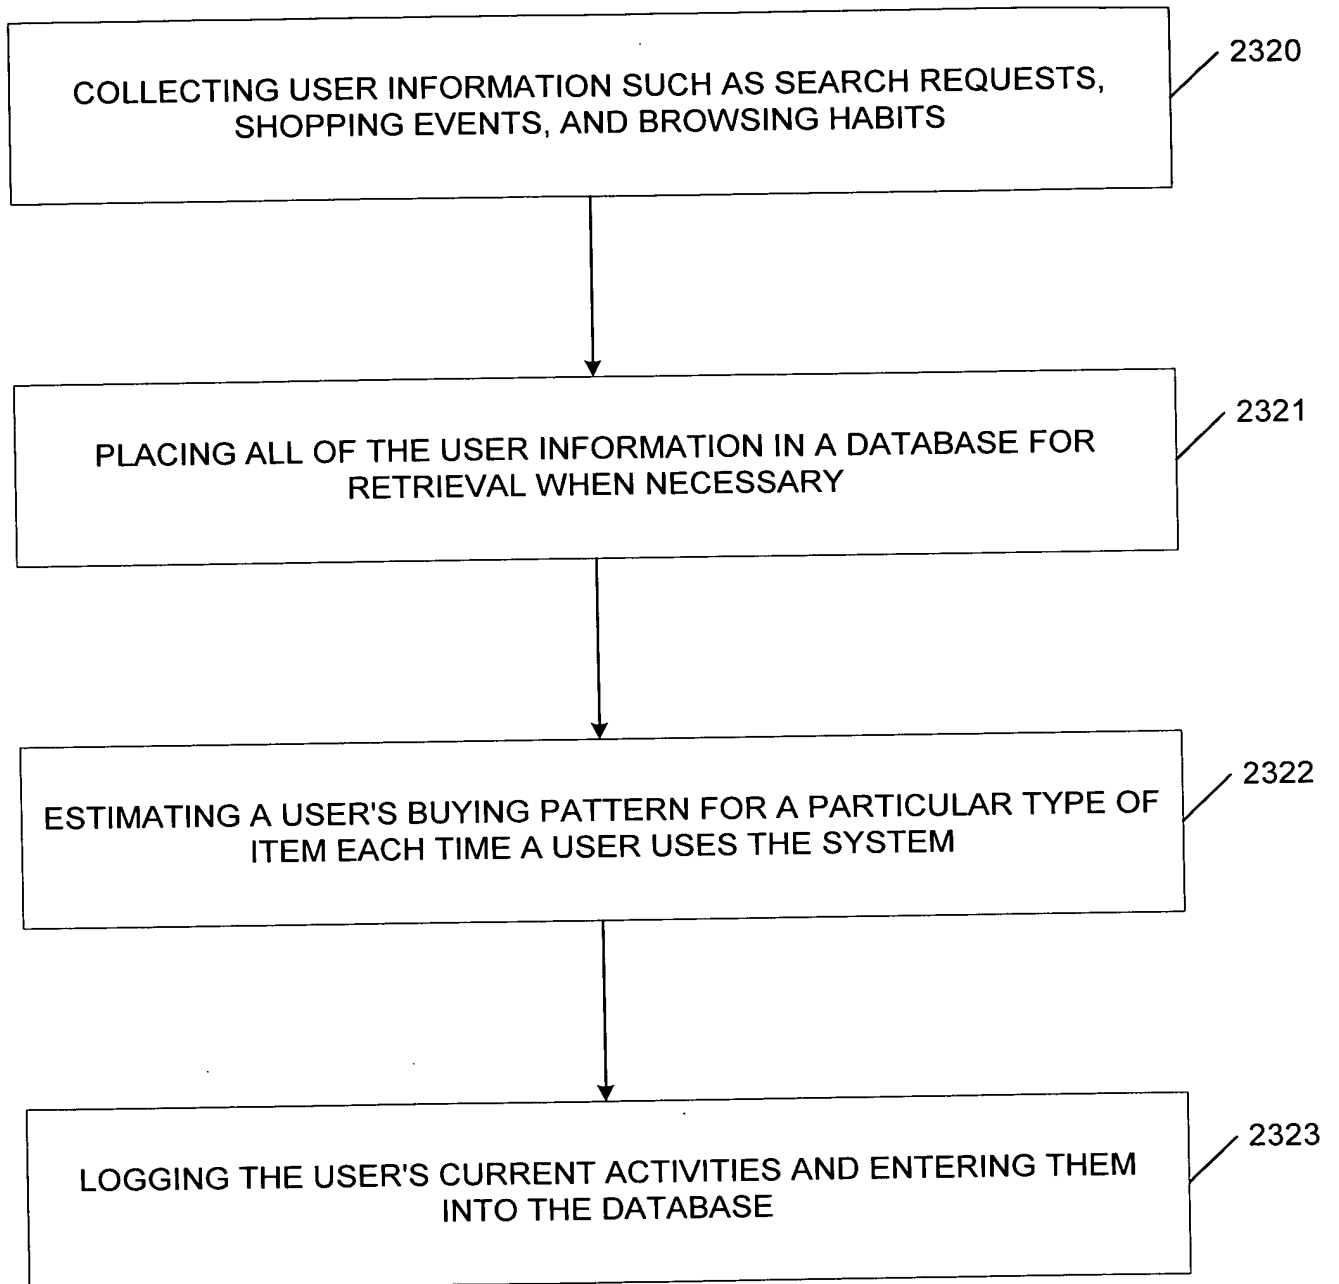 2320
COLLECTING USER INFORMATION SUCH AS SEARCH REQUESTS,
SHOPPING EVENTS, AND BROWSING HABITS
2321
PLACING ALL OF THE USER INFORMATION IN A DATABASE FOR
RETRIEVAL WHEN NECESSARY
2322
ESTIMATING A USER'S BUYING PATTERN FOR A PARTICULAR TYPE OF
ITEM EACH TIME A USER USES THE SYSTEM
2323
LOGGING THE USER'S CURRENT ACTIVITIES AND ENTERING THEM
INTO THE DATABASE